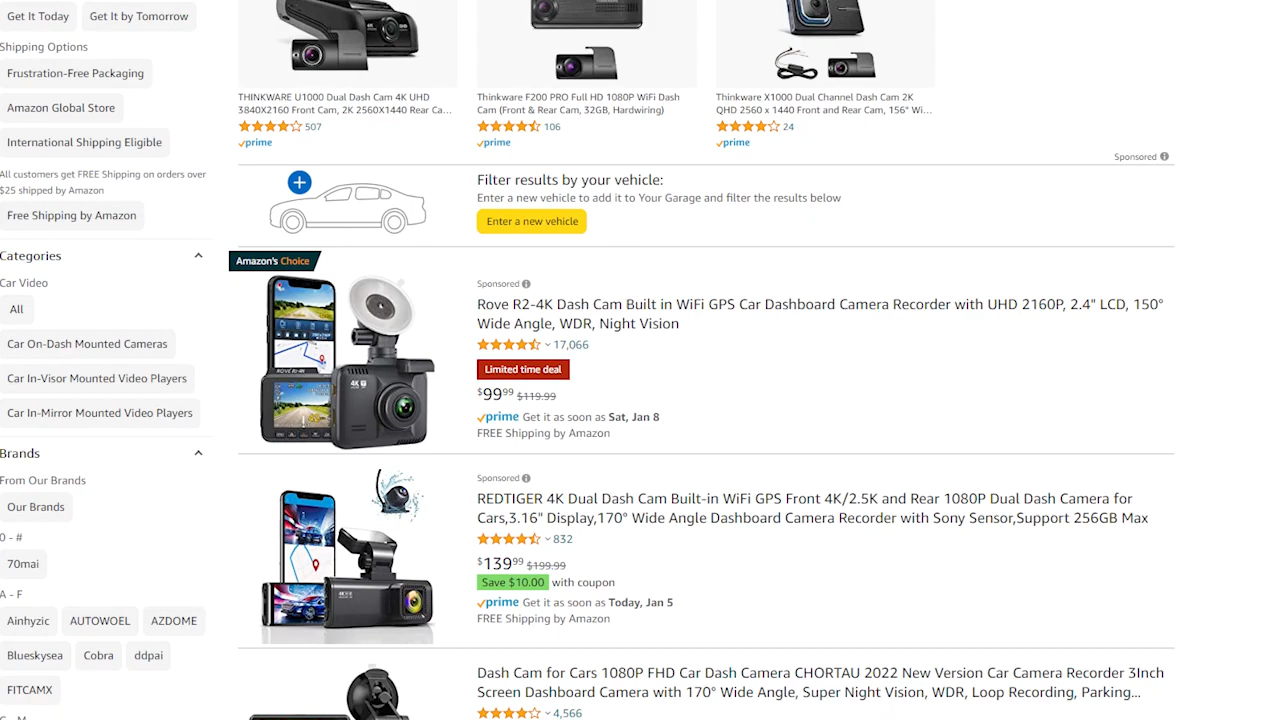 Get It Today
Get It by Tomorrow
Shipping Options
Frustration-Free Packaging
Amazon Global Store
International Shipping Eligible
All customers get FREE Shipping on orders over
$25 shipped by Amazon
Free Shipping by Amazon
Categories
Car Video
All
Car On-Dash Mounted Cameras
Car In-Visor Mounted Video Players
Car In-Mirror Mounted Video Players
Brands
From Our Brands
Our Brands
0 - #
70mai
A - F
Ainhyzic
AUTOWOEL
AZDOME
Blueskysea
Cobra
ddpai
FITCAMX
THINKWARE U1000 Dual Dash Cam 4K UHD
3840X2160 Front Cam, 2K 2560X1440 Rear Ca…
507
prime
Thinkware F200 PRO Full HD 1080P WiFi Dash
Cam (Front & Rear Cam, 32GB, Hardwiring)
106
prime
Thinkware X1000 Dual Channel Dash Cam 2K
QHD 2560 x 1440 Front and Rear Cam, 156° Wi…
24
prime
Sponsored
Filter results by your vehicle:
Enter a new vehicle to add it to Your Garage and filter the results below
Enter a new vehicle
Amazon's Choice
ROVE R2-4K
4K
Sponsored
Rove R2-4K Dash Cam Built in WiFi GPS Car Dashboard Camera Recorder with UHD 2160P, 2.4" LCD, 150°
Wide Angle, WDR, Night Vision
17,066
Limited time deal
$99.99 $119.99
prime Get it as soon as Sat, Jan 8
FREE Shipping by Amazon
Sponsored
REDTIGER 4K Dual Dash Cam Built-in WiFi GPS Front 4K/2.5K and Rear 1080P Dual Dash Camera for
Cars,3.16" Display,170° Wide Angle Dashboard Camera Recorder with Sony Sensor,Support 256GB Max
832
$139.99 $199.99
Save $10.00 with coupon
prime Get it as soon as Today, Jan 5
FREE Shipping by Amazon
Dash Cam for Cars 1080P FHD Car Dash Camera CHORTAU 2022 New Version Car Camera Recorder 3Inch
Screen Dashboard Camera with 170° Wide Angle, Super Night Vision, WDR, Loop Recording, Parking…
4,566